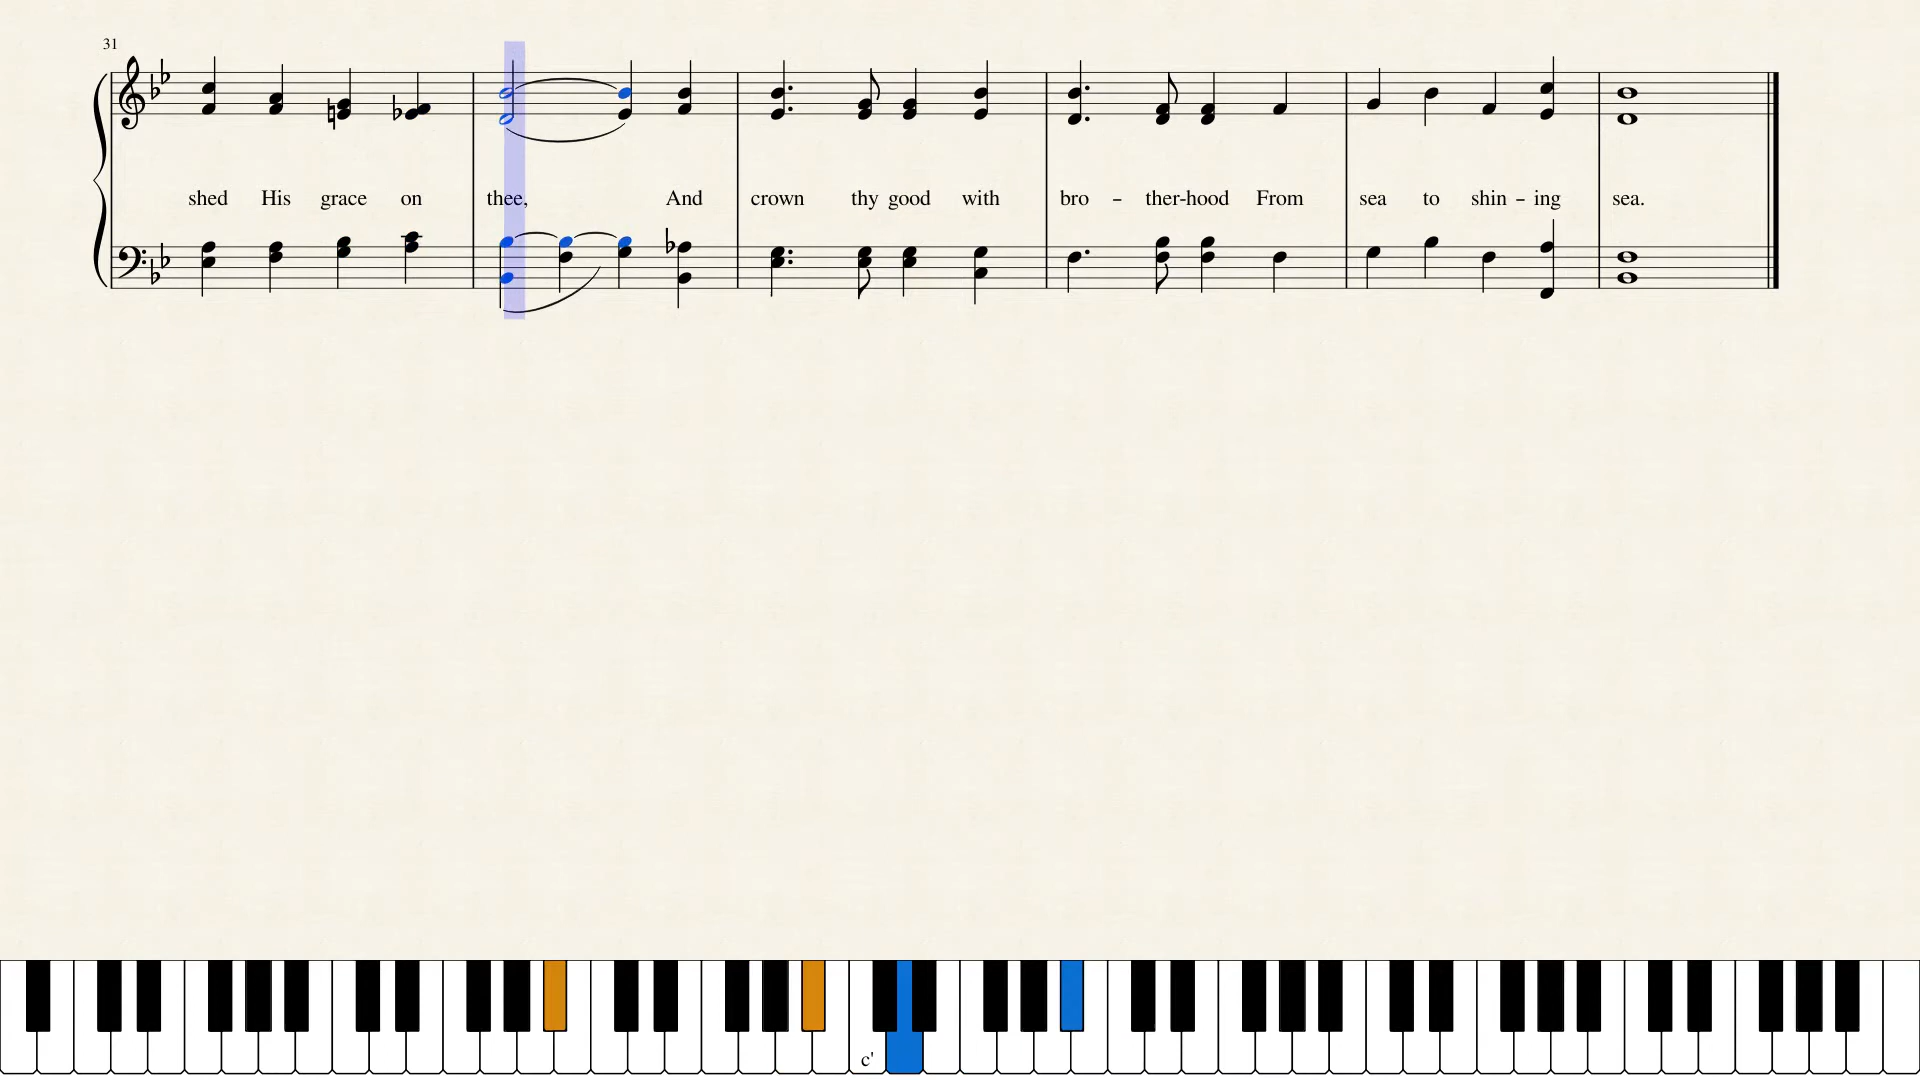 31
shed His grace on thee, And crown thy good with bro - ther-hood From sea to shin - ing sea.
c'